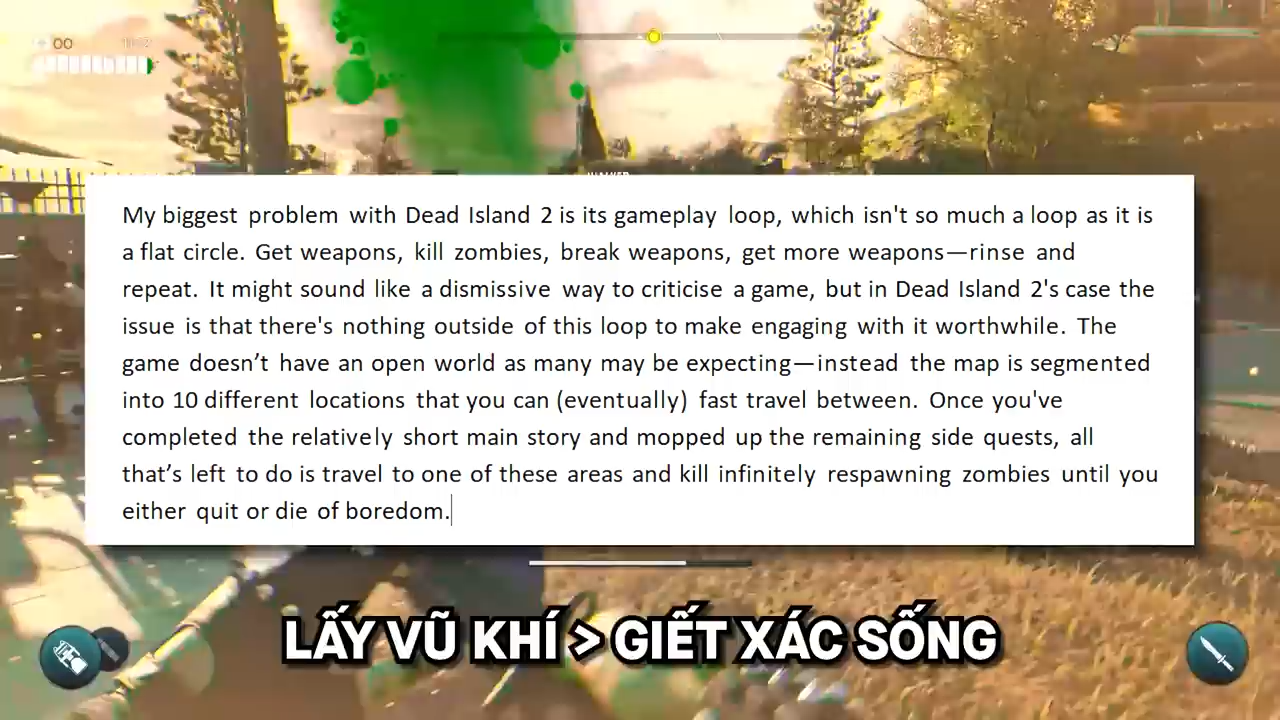 00
My biggest problem with Dead Island 2 is its gameplay loop, which isn't so much a loop as it is
a flat circle. Get weapons, kill zombies, break weapons, get more weapons—rinse and
repeat. It might sound like a dismissive way to criticise a game, but in Dead Island 2's case the
issue is that there's nothing outside of this loop to make engaging with it worthwhile. The
game doesn’t have an open world as many may be expecting—instead the map is segmented
into 10 different locations that you can (eventually) fast travel between. Once you've
completed the relatively short main story and mopped up the remaining side quests, all
that’s left to do is travel to one of these areas and kill infinitely respawning zombies until you
either quit or die of boredom.
LẤY VŨ KHÍ > GIẾT XÁC SỐNG